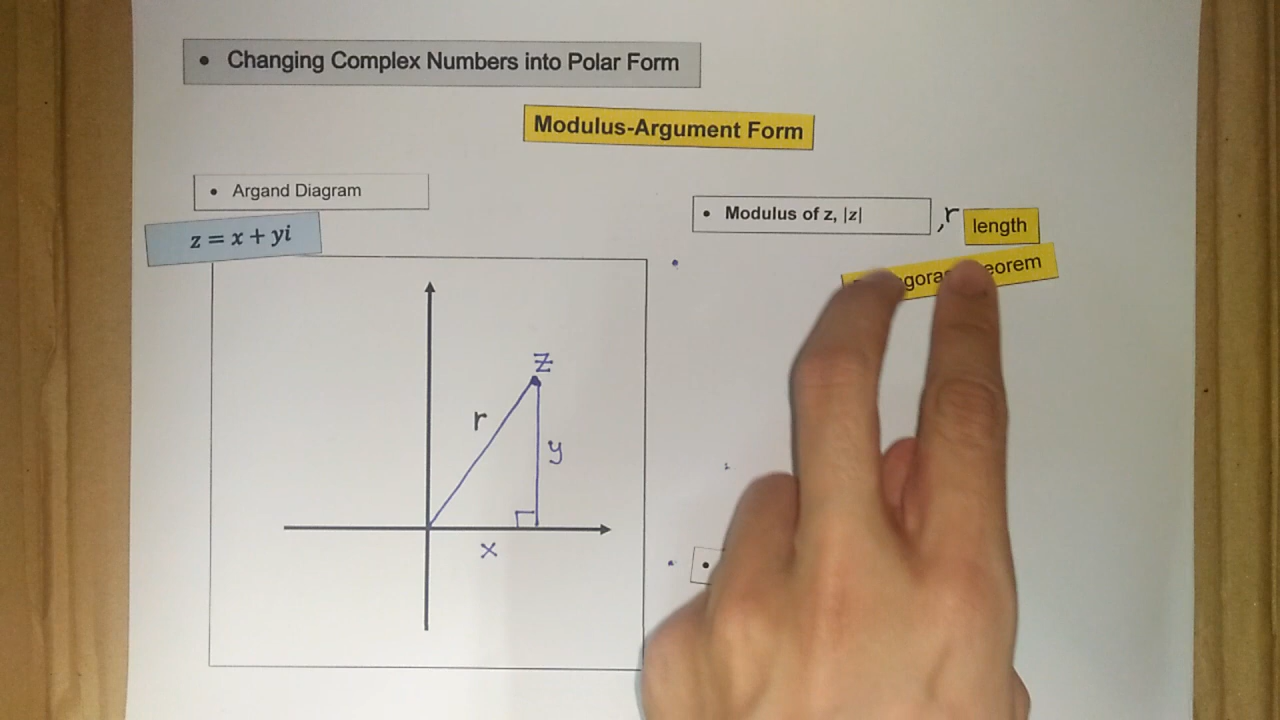 • Changing Complex Numbers into Polar Form
Modulus-Argument Form
• Argand Diagram
z = x + yi
• Modulus of z, |z|
, r
length
z
r
y
x